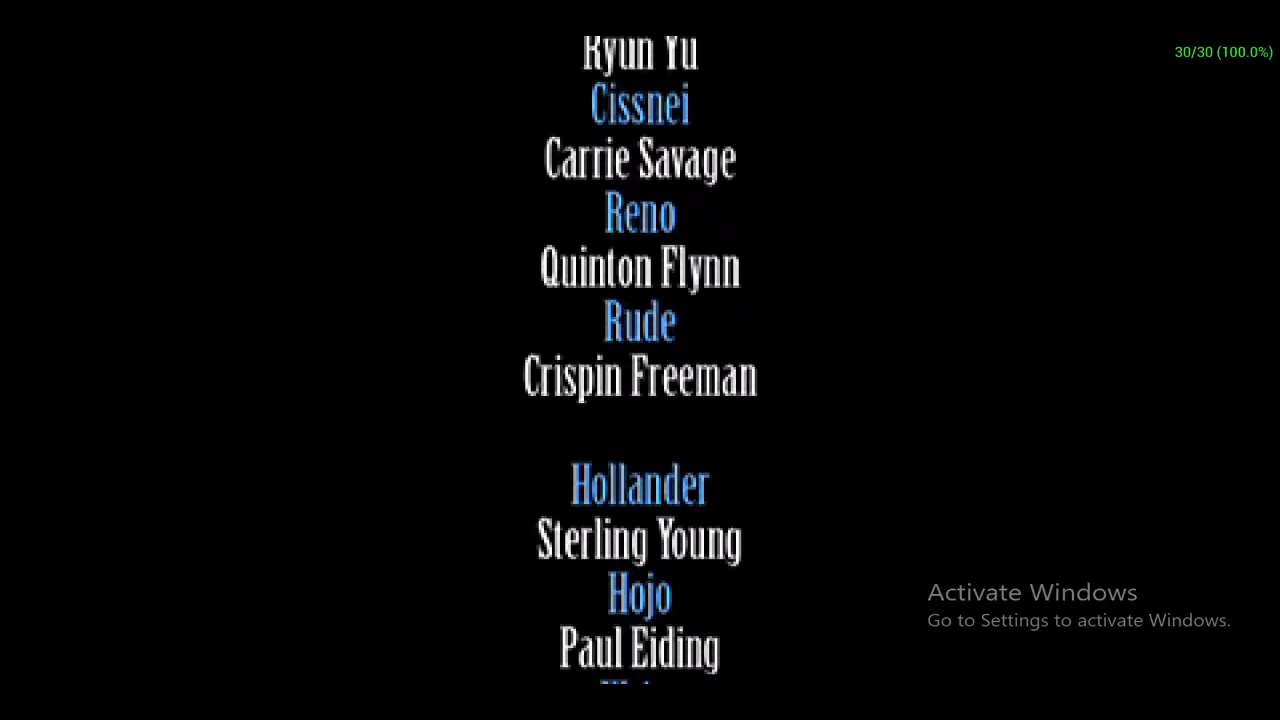 Ryun Yu
30/30 (100.0%)
Cissnei
Carrie Savage
Reno
Quinton Flynn
Rude
Crispin Freeman
Hollander
Sterling Young
Hojo
Activate Windows
Go to Settings to activate Windows.
Paul Eiding